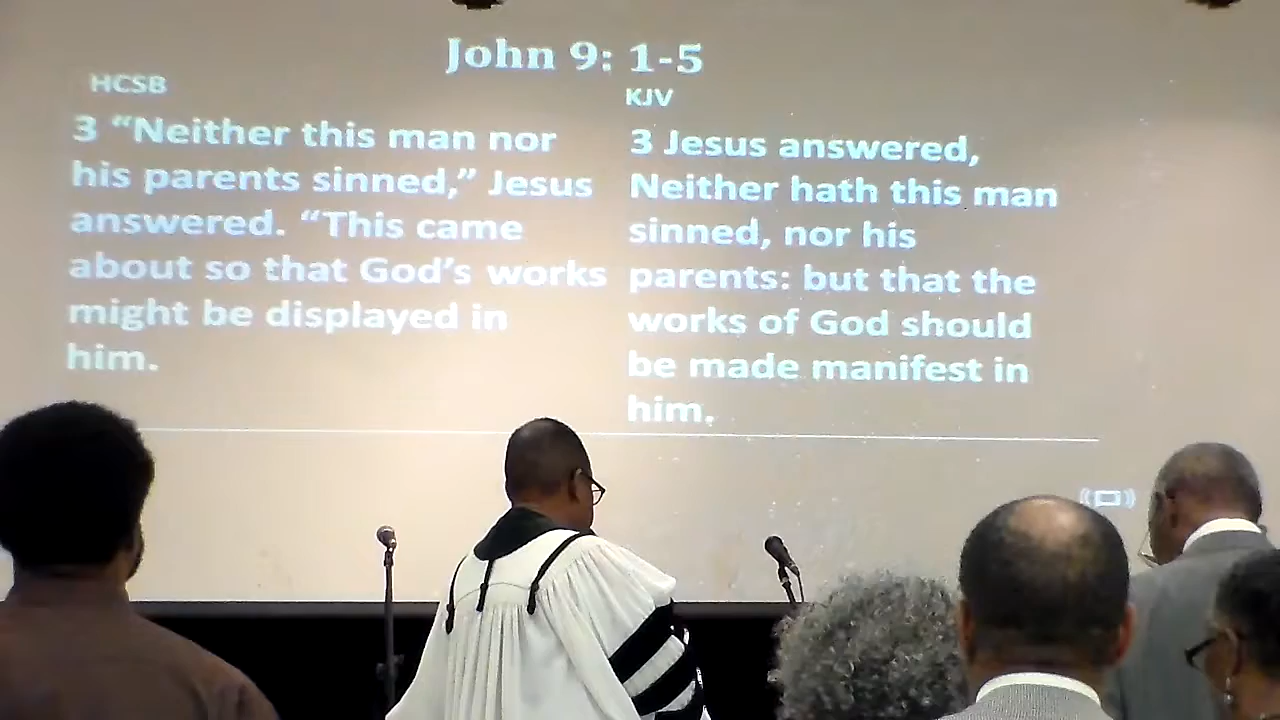 John 9: 1-5
HCSB
3 “Neither this man nor
his parents sinned,” Jesus
answered. “This came
about so that God’s works
might be displayed in
him.
KJV
3 Jesus answered,
Neither hath this man
sinned, nor his
parents: but that the
works of God should
be made manifest in
him.